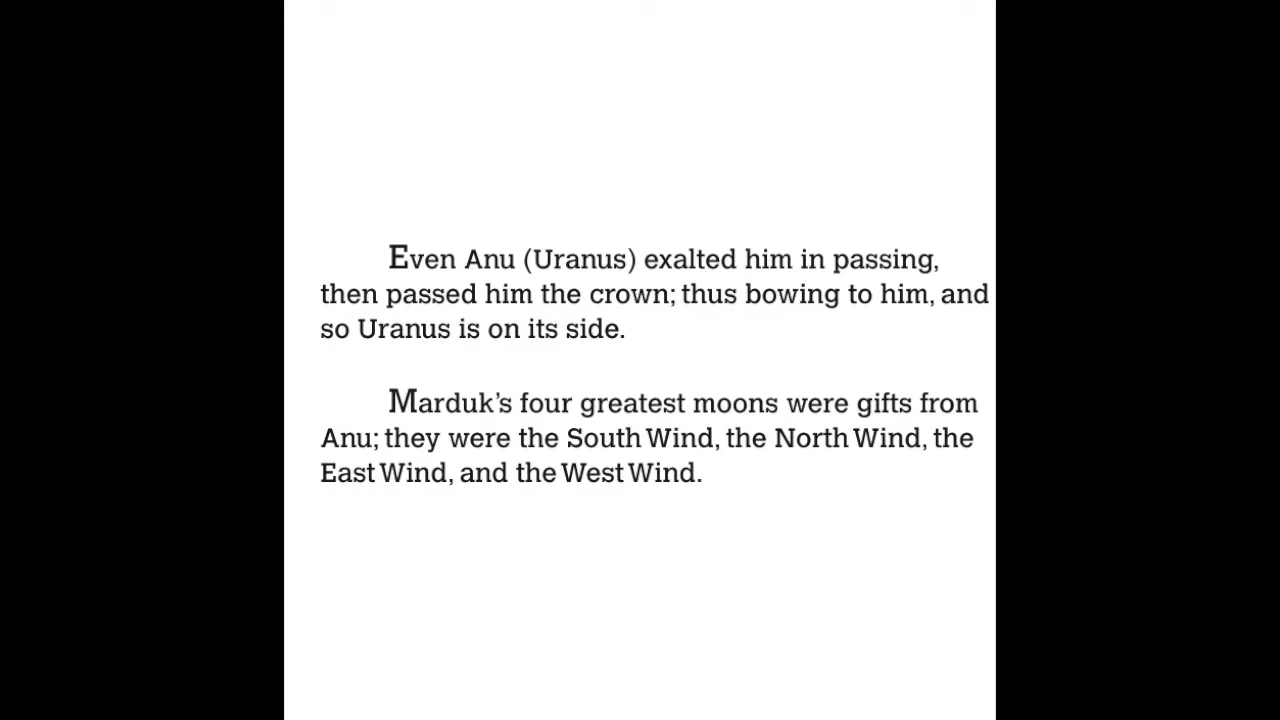 Even Anu (Uranus) exalted him in passing,
then passed him the crown; thus bowing to him, and
so Uranus is on its side.
Marduk’s four greatest moons were gifts from
Anu; they were the South Wind, the North Wind, the
East Wind, and the West Wind.